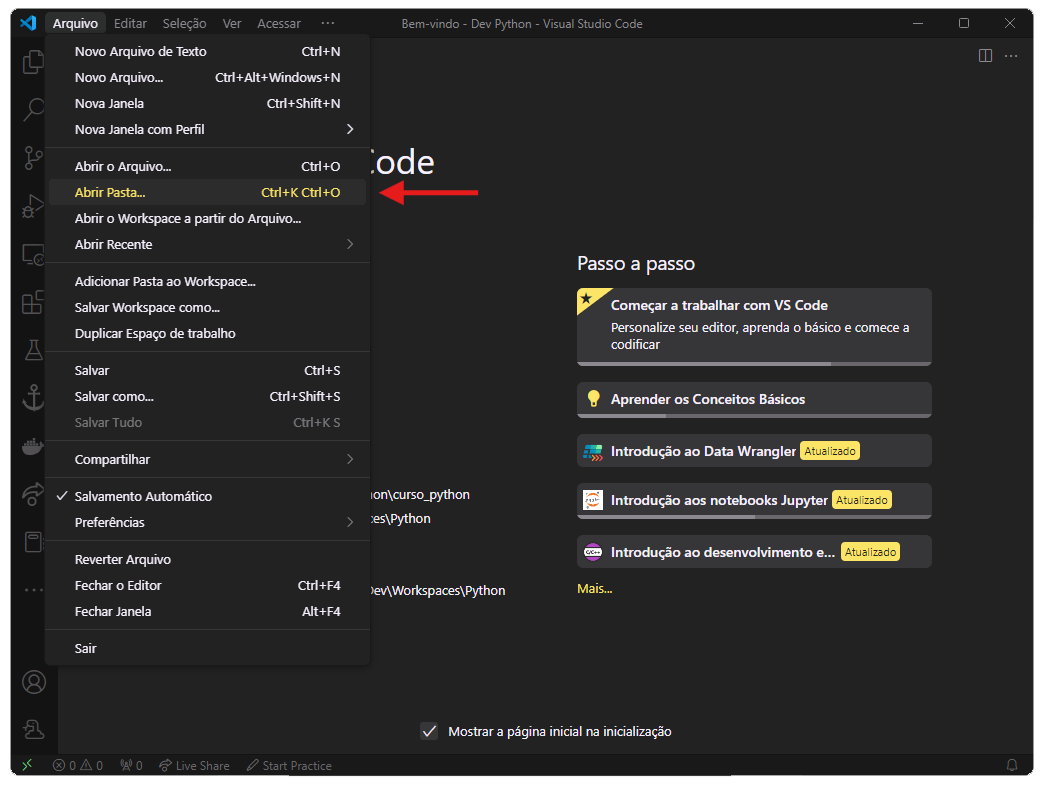 Arquivo Editar Seleção Ver Acessar ··· Bem-vindo - Dev Python - Visual Studio Code
Novo Arquivo de Texto Ctrl+N
Novo Arquivo... Ctrl+Alt+Windows+N
Nova Janela Ctrl+Shift+N
Nova Janela com Perfil
Abrir o Arquivo... Ctrl+O
Abrir Pasta... Ctrl+K Ctrl+O
Abrir o Workspace a partir do Arquivo...
Abrir Recente
Adicionar Pasta ao Workspace...
Salvar Workspace como...
Duplicar Espaço de trabalho
Salvar Ctrl+S
Salvar como... Ctrl+Shift+S
Salvar Tudo Ctrl+K S
Compartilhar
Salvamento Automático
Preferências
Reverter Arquivo
Fechar o Editor Ctrl+F4
Fechar Janela Alt+F4
Sair
Code
on\curso_python
es\Python
Dev\Workspaces\Python
Passo a passo
Começar a trabalhar com VS Code
Personalize seu editor, aprenda o básico e comece a
codificar
Aprender os Conceitos Básicos
Introdução ao Data Wrangler Atualizado
Introdução aos notebooks Jupyter Atualizado
C/C++ Introdução ao desenvolvimento e... Atualizado
Mais...
Mostrar a página inicial na inicialização
0 0 0 Live Share Start Practice